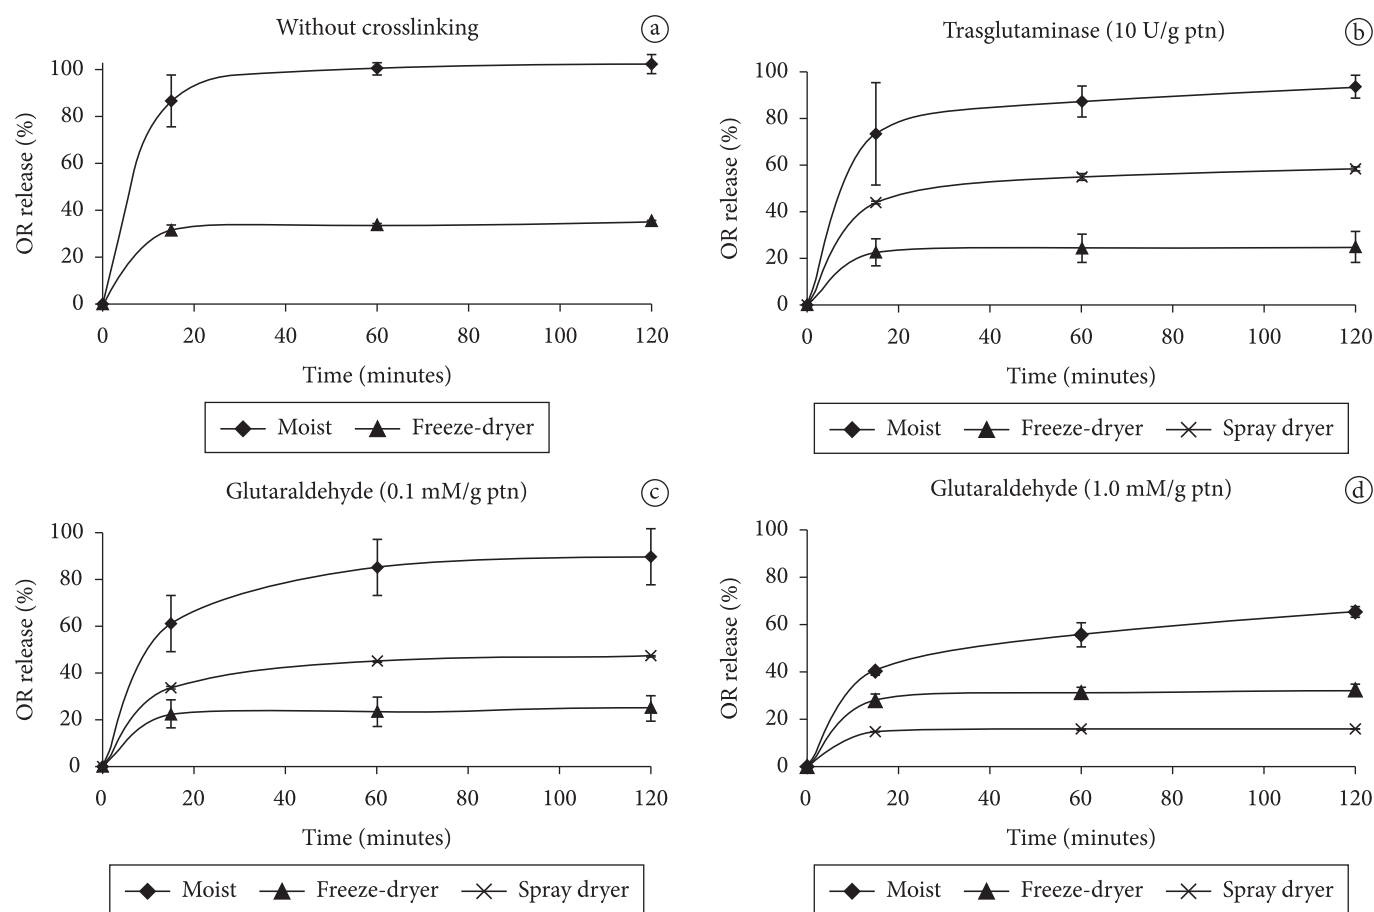 Without crosslinking
a
OR release (%)
100
80
60
40
20
0
0 20 40 60 80 100 120
Time (minutes)
Moist Freeze-dryer
Trasglutaminase (10 U/g ptn)
b
OR release (%)
100
80
60
40
20
0
0 20 40 60 80 100 120
Time (minutes)
Moist Freeze-dryer Spray dryer
Glutaraldehyde (0.1 mM/g ptn)
c
OR release (%)
100
80
60
40
20
0
0 20 40 60 80 100 120
Time (minutes)
Moist Freeze-dryer Spray dryer
Glutaraldehyde (1.0 mM/g ptn)
d
OR release (%)
100
80
60
40
20
0
0 20 40 60 80 100 120
Time (minutes)
Moist Freeze-dryer Spray dryer